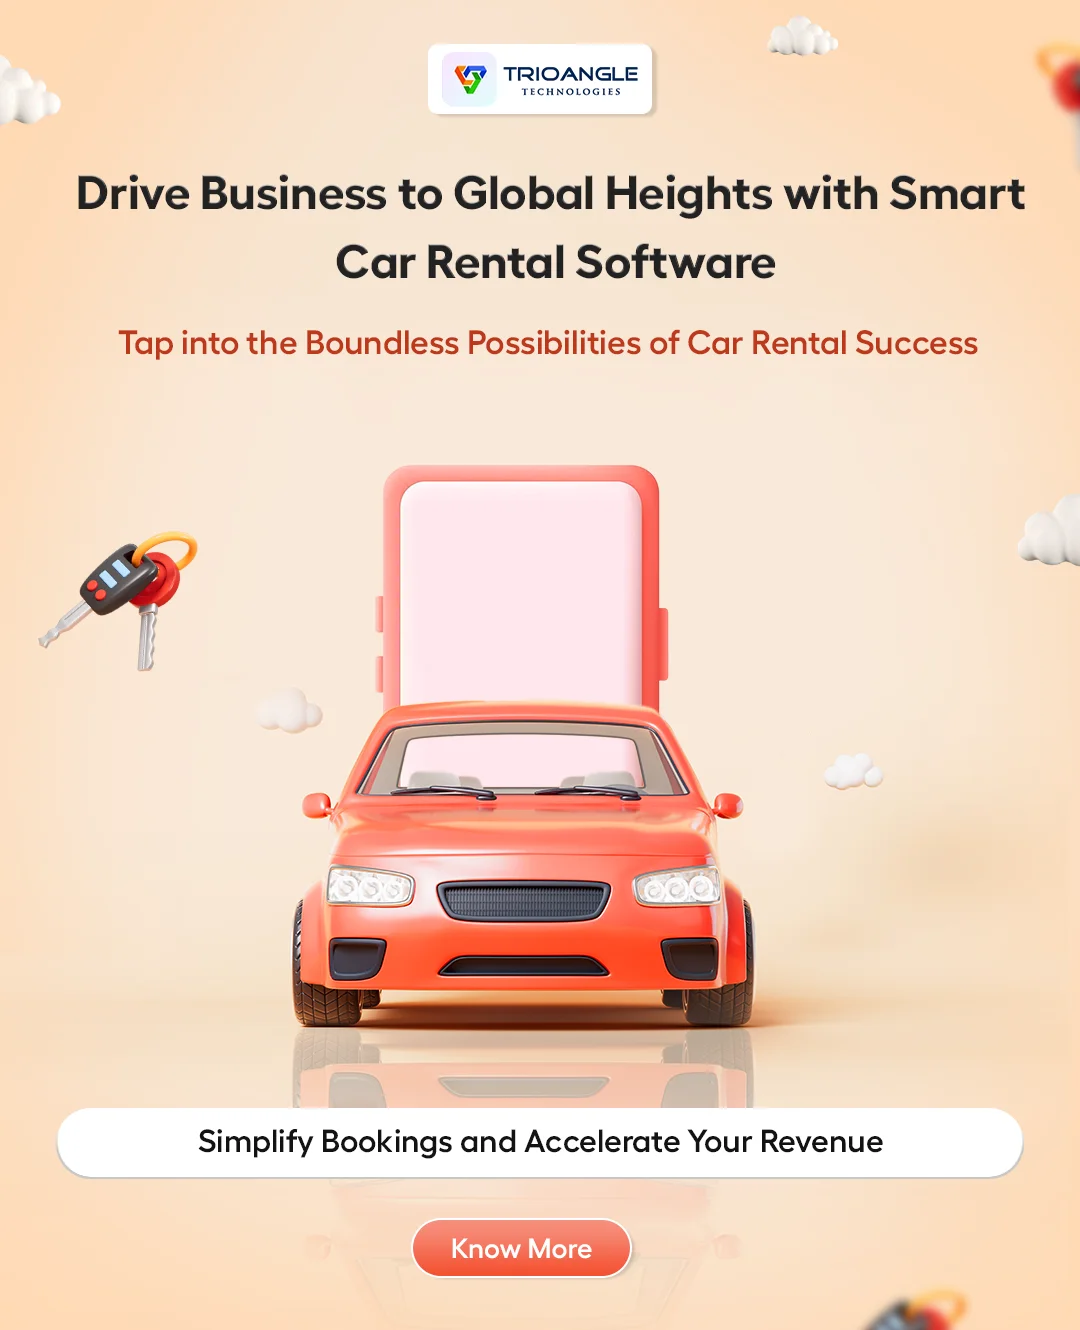 TRIOANGLE
TECHNOLOGIES
Drive Business to Global Heights with Smart
Car Rental Software
Tap into the Boundless Possibilities of Car Rental Success
Simplify Bookings and Accelerate Your Revenue
Know More